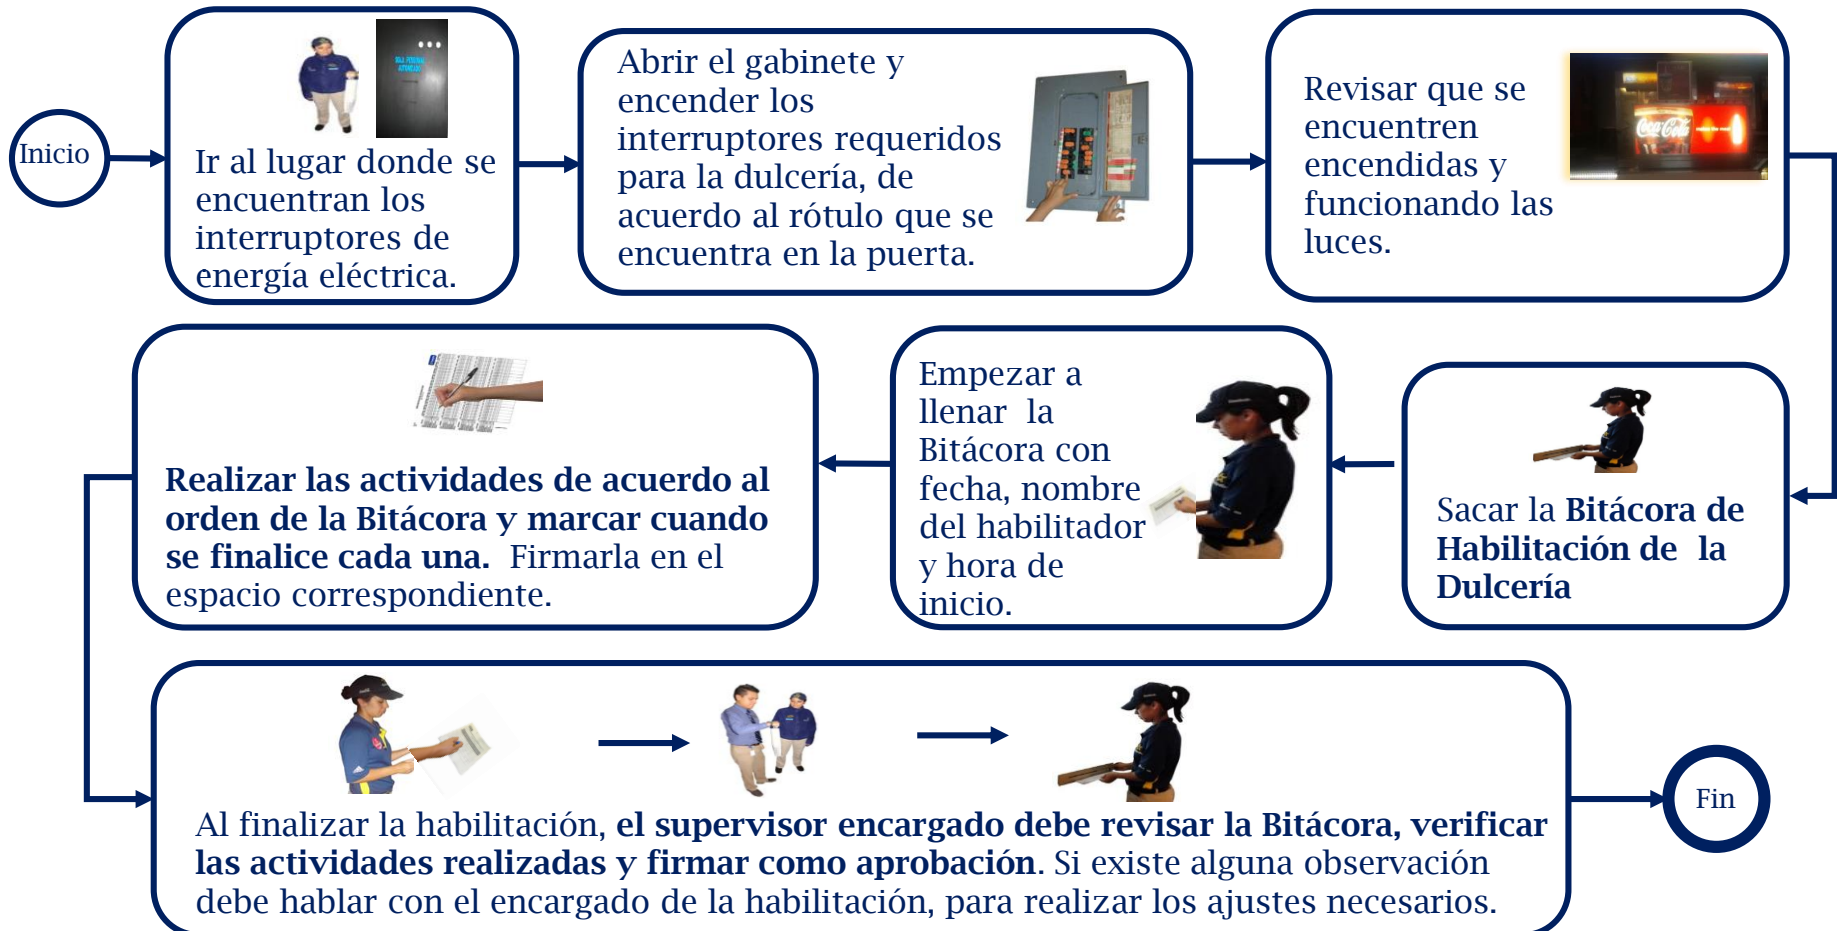 Inicio
SOLO PERSONAL
AUTORIZADO
Ir al lugar donde se
encuentran los
interruptores de
energía eléctrica.
Abrir el gabinete y
encender los
interruptores requeridos
para la dulcería, de
acuerdo al rótulo que se
encuentra en la puerta.
Revisar que se
encuentren
encendidas y
funcionando las
luces.
Coca-Cola
Sacar la Bitácora de
Habilitación de la
Dulcería
Empezar a
llenar la
Bitácora con
fecha, nombre
del habilitador
y hora de
inicio.
Realizar las actividades de acuerdo al
orden de la Bitácora y marcar cuando
se finalice cada una. Firmarla en el
espacio correspondiente.
Al finalizar la habilitación, el supervisor encargado debe revisar la Bitácora, verificar
las actividades realizadas y firmar como aprobación. Si existe alguna observación
debe hablar con el encargado de la habilitación, para realizar los ajustes necesarios.
Fin